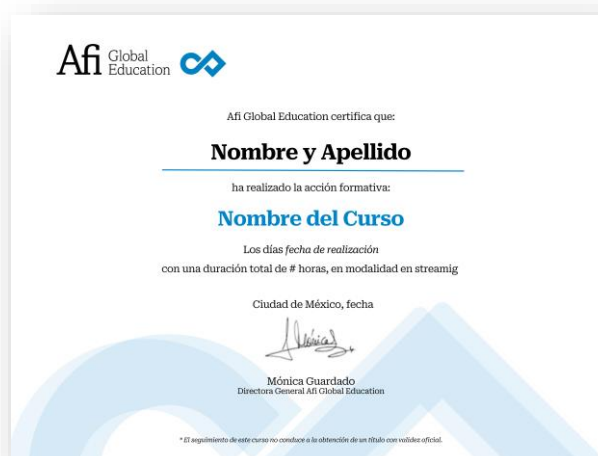 Afi Global
Education
Afi Global Education certifica que:
Nombre y Apellido
ha realizado la acción formativa:
Nombre del Curso
Los días fecha de realización
con una duración total de # horas, en modalidad en streamig
Ciudad de México, fecha
Mónica
Mónica Guardado
Directora General Afi Global Education
* El seguimiento de este curso no conduce a la obtención de un título con validez oficial.